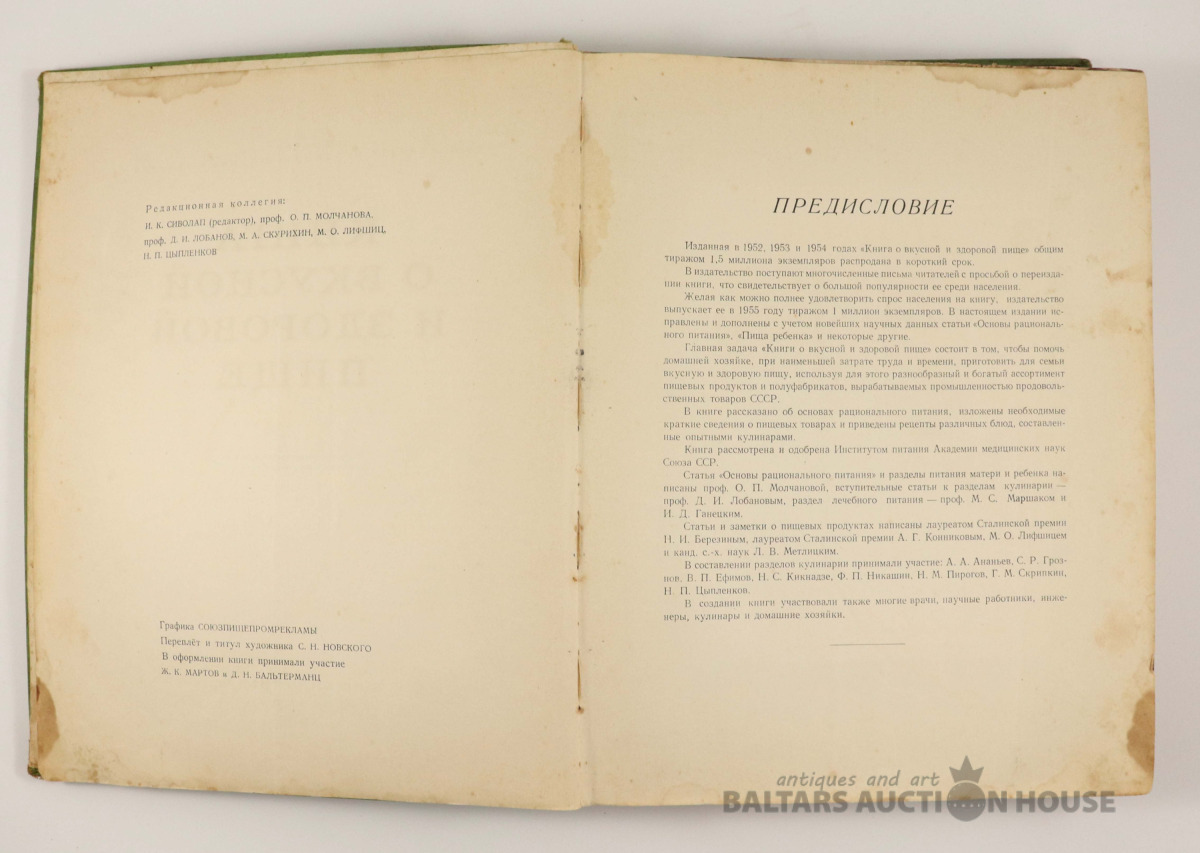 Редакционная коллегия:
И. К. СИВОЛАП (редактор), проф. О. П. МОЛЧАНОВА,
проф. Д. И. ЛОБАНОВ, М. А. СКУРИХИН, М. О. ЛИФШИЦ,
Н. П. ЦЫПЛЕНКОВ
Графика СОЮЗПИЩЕПРОМРЕКЛАМЫ
Переплёт и титул художника С. Н. НОВСКОГО
В оформлении книги принимали участие
Ж. К. МАРТОВ и Д. Н. БАЛЬТЕРМАНЦ
ПРЕДИСЛОВИЕ
Изданная в 1952, 1953 и 1954 годах «Книга о вкусной и здоровой пище» общим
тиражом 1,5 миллиона экземпляров распродана в короткий срок.
В издательство поступают многочисленные письма читателей с просьбой о переизда-
нии книги, что свидетельствует о большой популярности ее среди населения.
Желая как можно полнее удовлетворить спрос населения на книгу, издательство
выпускает ее в 1955 году тиражом 1 миллион экземпляров. В настоящем издании ис-
правлены и дополнены с учетом новейших научных данных статьи «Основы рациональ-
ного питания», «Пища ребенка» и некоторые другие.
Главная задача «Книги о вкусной и здоровой пище» состоит в том, чтобы помочь
домашней хозяйке, при наименьшей затрате труда и времени, приготовить для семьи
вкусную и здоровую пищу, используя для этого разнообразный и богатый ассортимент
пищевых продуктов и полуфабрикатов, вырабатываемых промышленностью продоволь-
ственных товаров СССР.
В книге рассказано об основах рационального питания, изложены необходимые
краткие сведения о пищевых товарах и приведены рецепты различных блюд, составлен-
ные опытными кулинарами.
Книга рассмотрена и одобрена Институтом питания Академии медицинских наук
Союза ССР.
Статья «Основы рационального питания» и разделы питания матери и ребенка на-
писаны проф. О. П. Молчановой, вступительные статьи к разделам кулинарии —
проф. Д. И. Лобановым, раздел лечебного питания — проф. М. С. Маршаком и
И. Д. Ганецким.
Статьи и заметки о пищевых продуктах написаны лауреатом Сталинской премии
Н. И. Березиным, лауреатом Сталинской премии А. Г. Конниковым, М. О. Лифшицем
и канд. с.-х. наук Л. В. Метлицким.
В составлении разделов кулинарии принимали участие: А. А. Ананьев, С. Р. Гроз-
нов, В. П. Ефимов, Н. С. Кикнадзе, Ф. П. Никашин, Н. М. Пирогов, Г. М. Скрипкин,
Н. П. Цыпленков.
В создании книги участвовали также многие врачи, научные работники, инже-
неры, кулинары и домашние хозяйки.
antiques and art
BALTARS AUCTION HOUSE